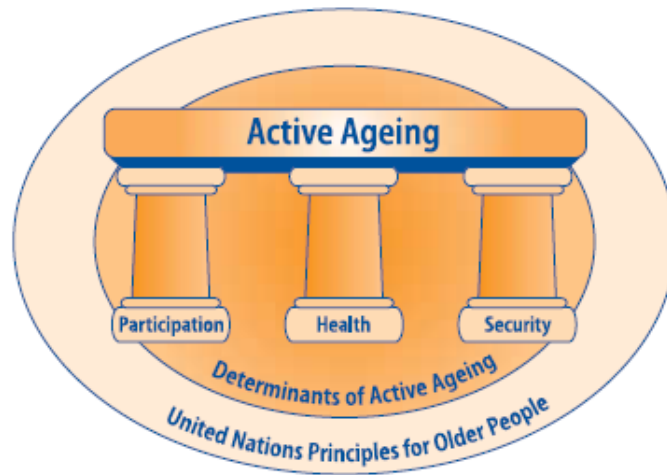 Active Ageing
Participation
Health
Security
Determinants of Active Ageing
United Nations Principles for Older People